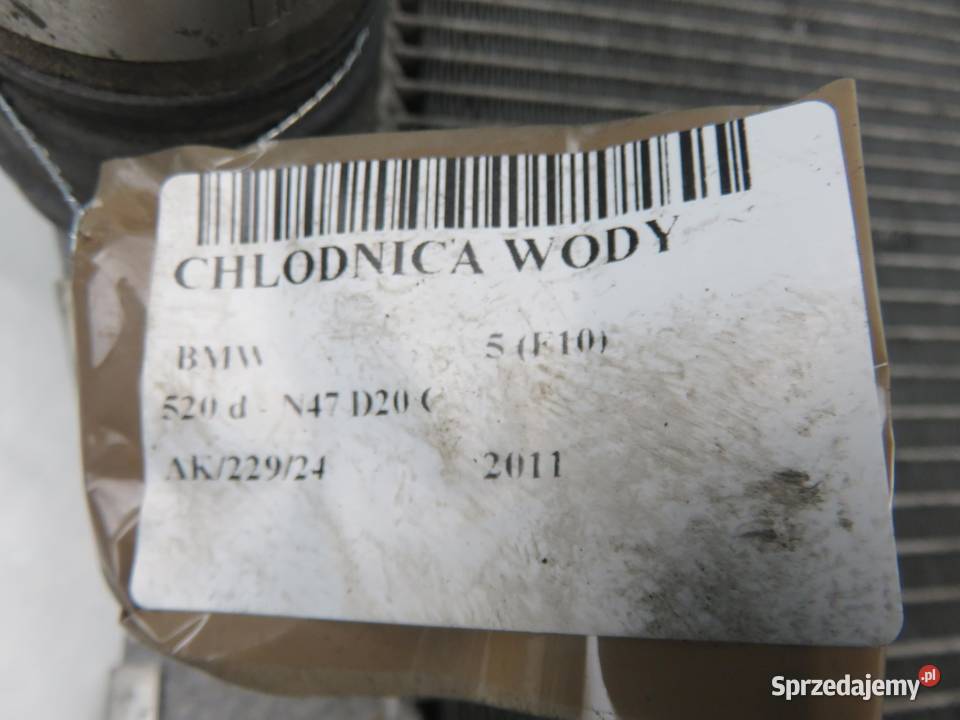 CHLODNICA WODY
BMW 5 (F10)
520 d - N47 D20 C
AK/229/24 2011
Sprzedajemy.pl